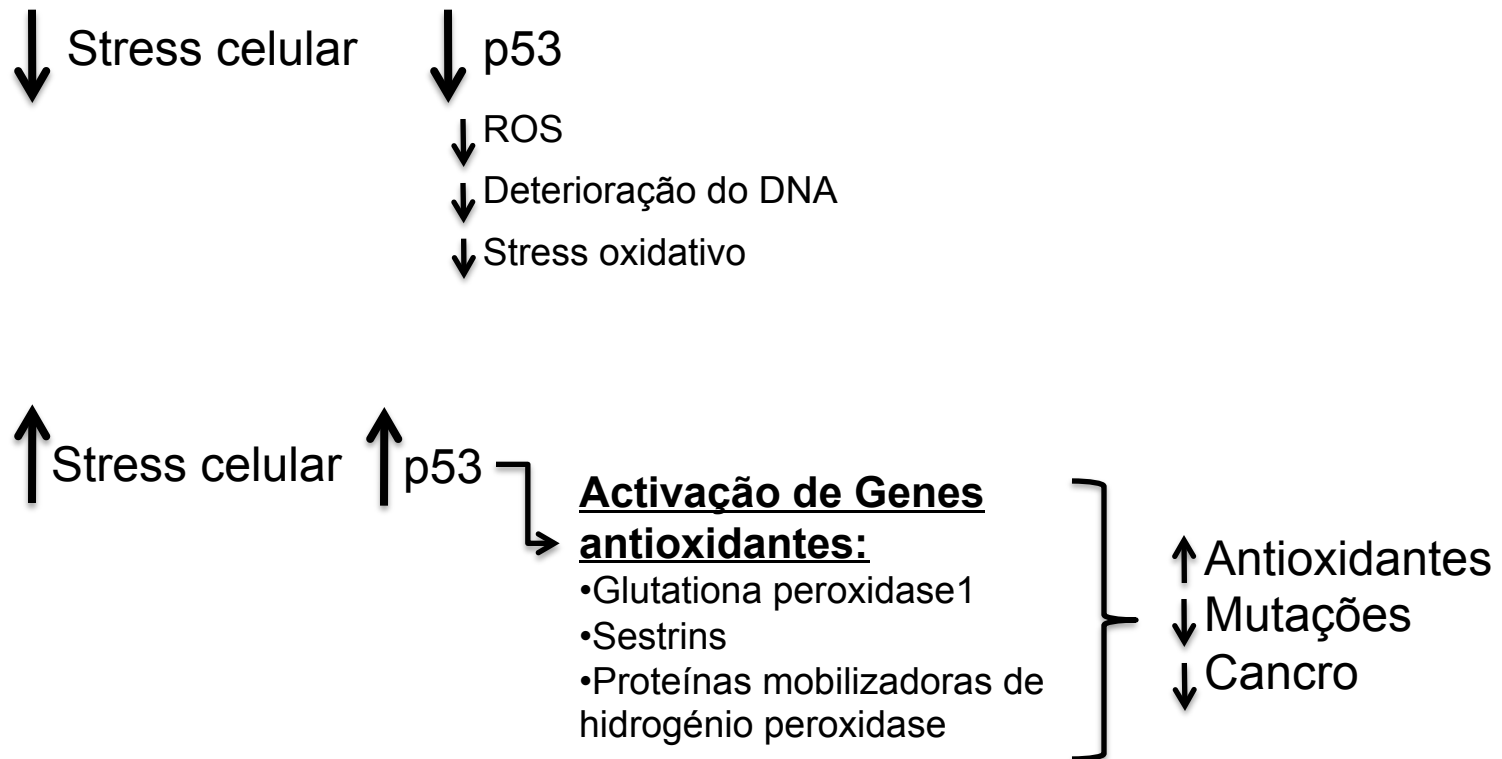 Stress celular p53
ROS
Deterioração do DNA
Stress oxidativo
Stress celular p53
Activação de Genes
antioxidantes:
•Glutationa peroxidase1
•Sestrins
•Proteínas mobilizadoras de
hidrogénio peroxidase
Antioxidantes
Mutações
Cancro